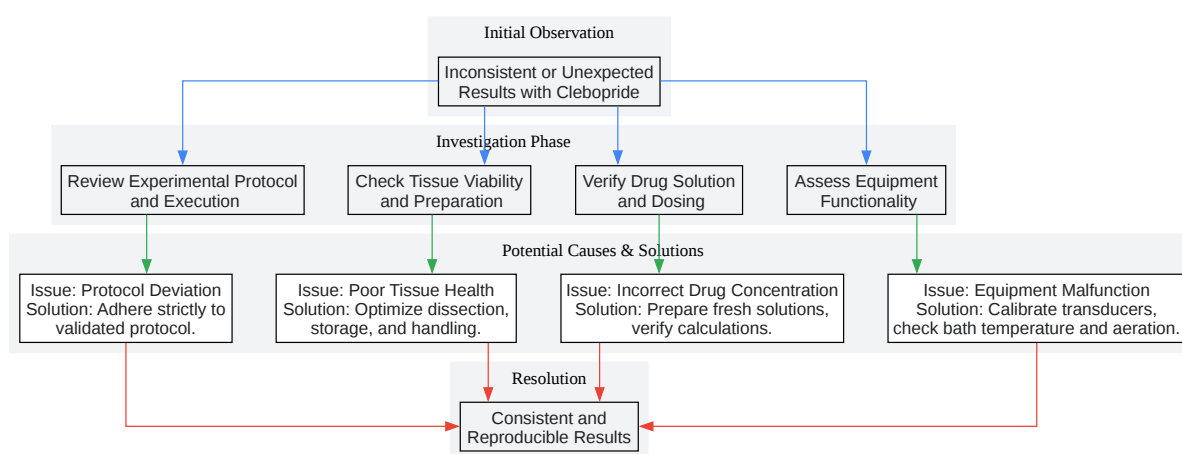 Initial Observation
Inconsistent or Unexpected
Results with Clebopride
Investigation Phase
Review Experimental Protocol
and Execution
Check Tissue Viability
and Preparation
Verify Drug Solution
and Dosing
Assess Equipment
Functionality
Potential Causes & Solutions
Issue: Protocol Deviation
Solution: Adhere strictly to
validated protocol.
Issue: Poor Tissue Health
Solution: Optimize dissection,
storage, and handling.
Issue: Incorrect Drug Concentration
Solution: Prepare fresh solutions,
verify calculations.
Issue: Equipment Malfunction
Solution: Calibrate transducers,
check bath temperature and aeration.
Resolution
Consistent and
Reproducible Results